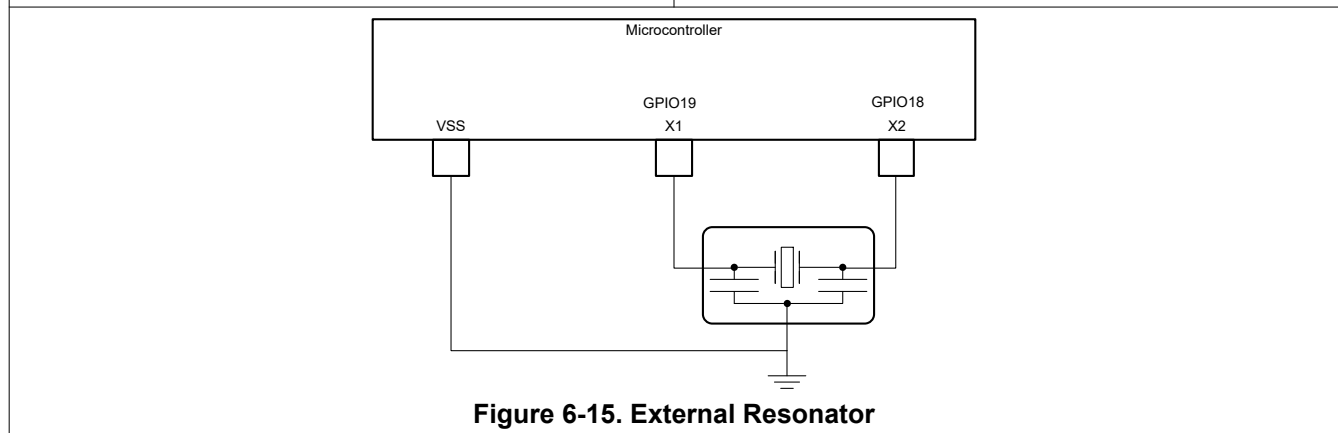 Microcontroller
GPIO19
GPIO18
VSS
X1
X2
Figure 6-15. External Resonator